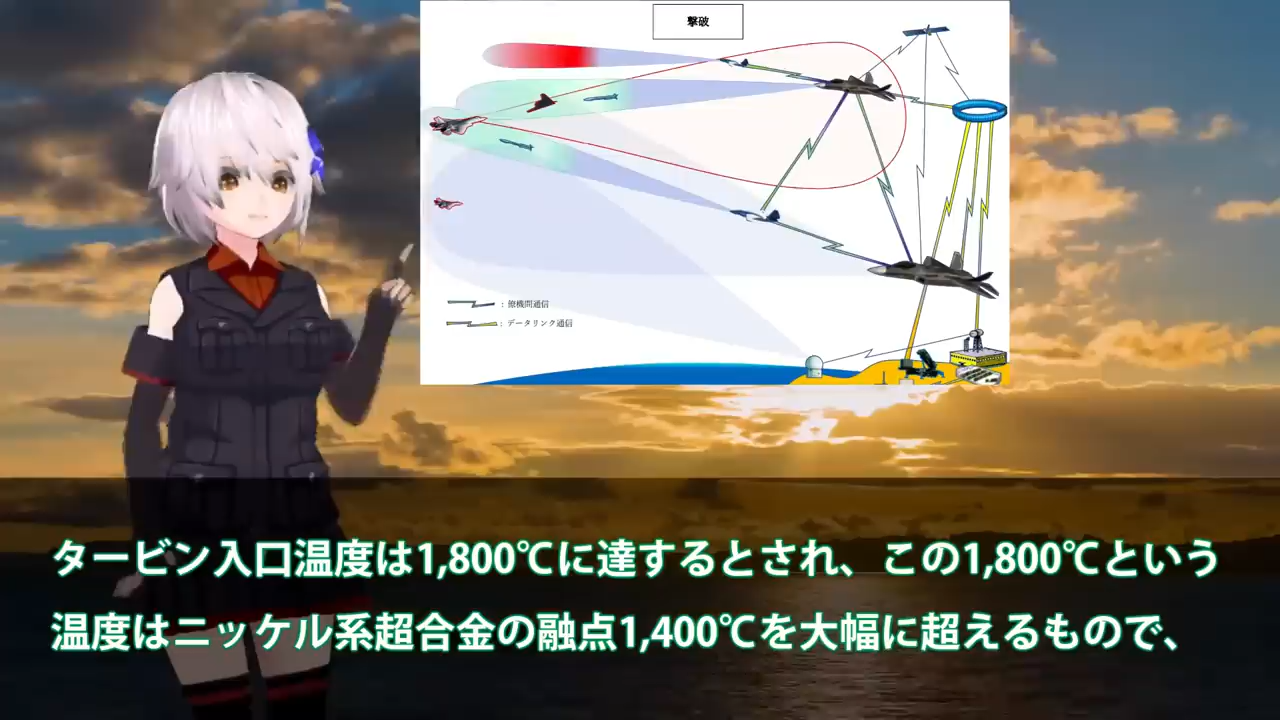 撃破
：僚機間通信
：データリンク通信
タービン入口温度は1,800℃に達するとされ、この1,800℃という
温度はニッケル系超合金の融点1,400℃を大幅に超えるもので、